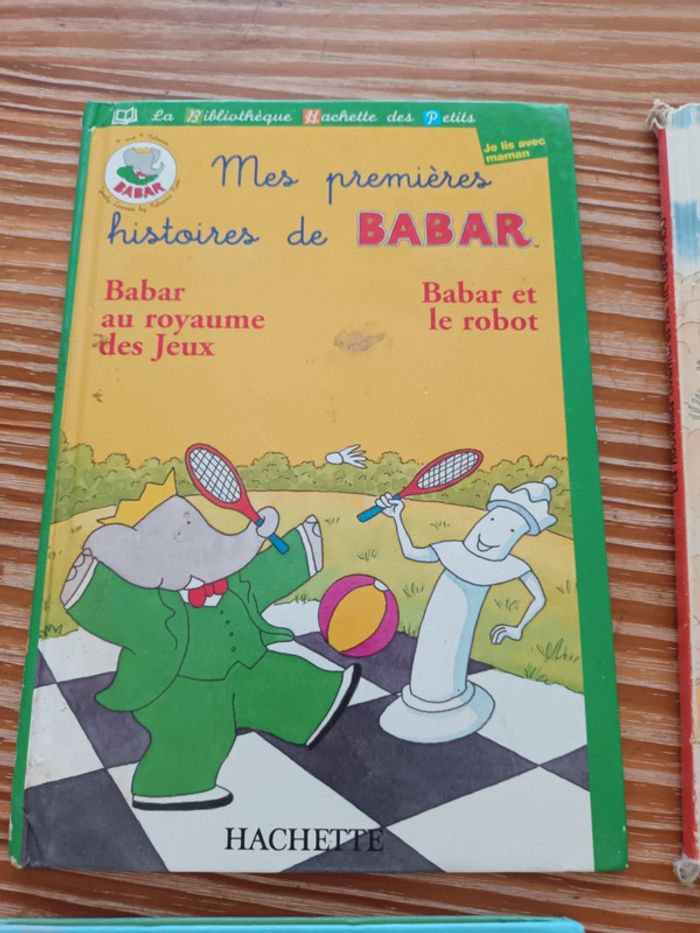 La Bibliothèque Hachette des Petits
Je lis avec
maman
BABAR
Mes premières
histoires de BABAR
Babar
au royaume
des Jeux
Babar et
le robot
HACHETTE